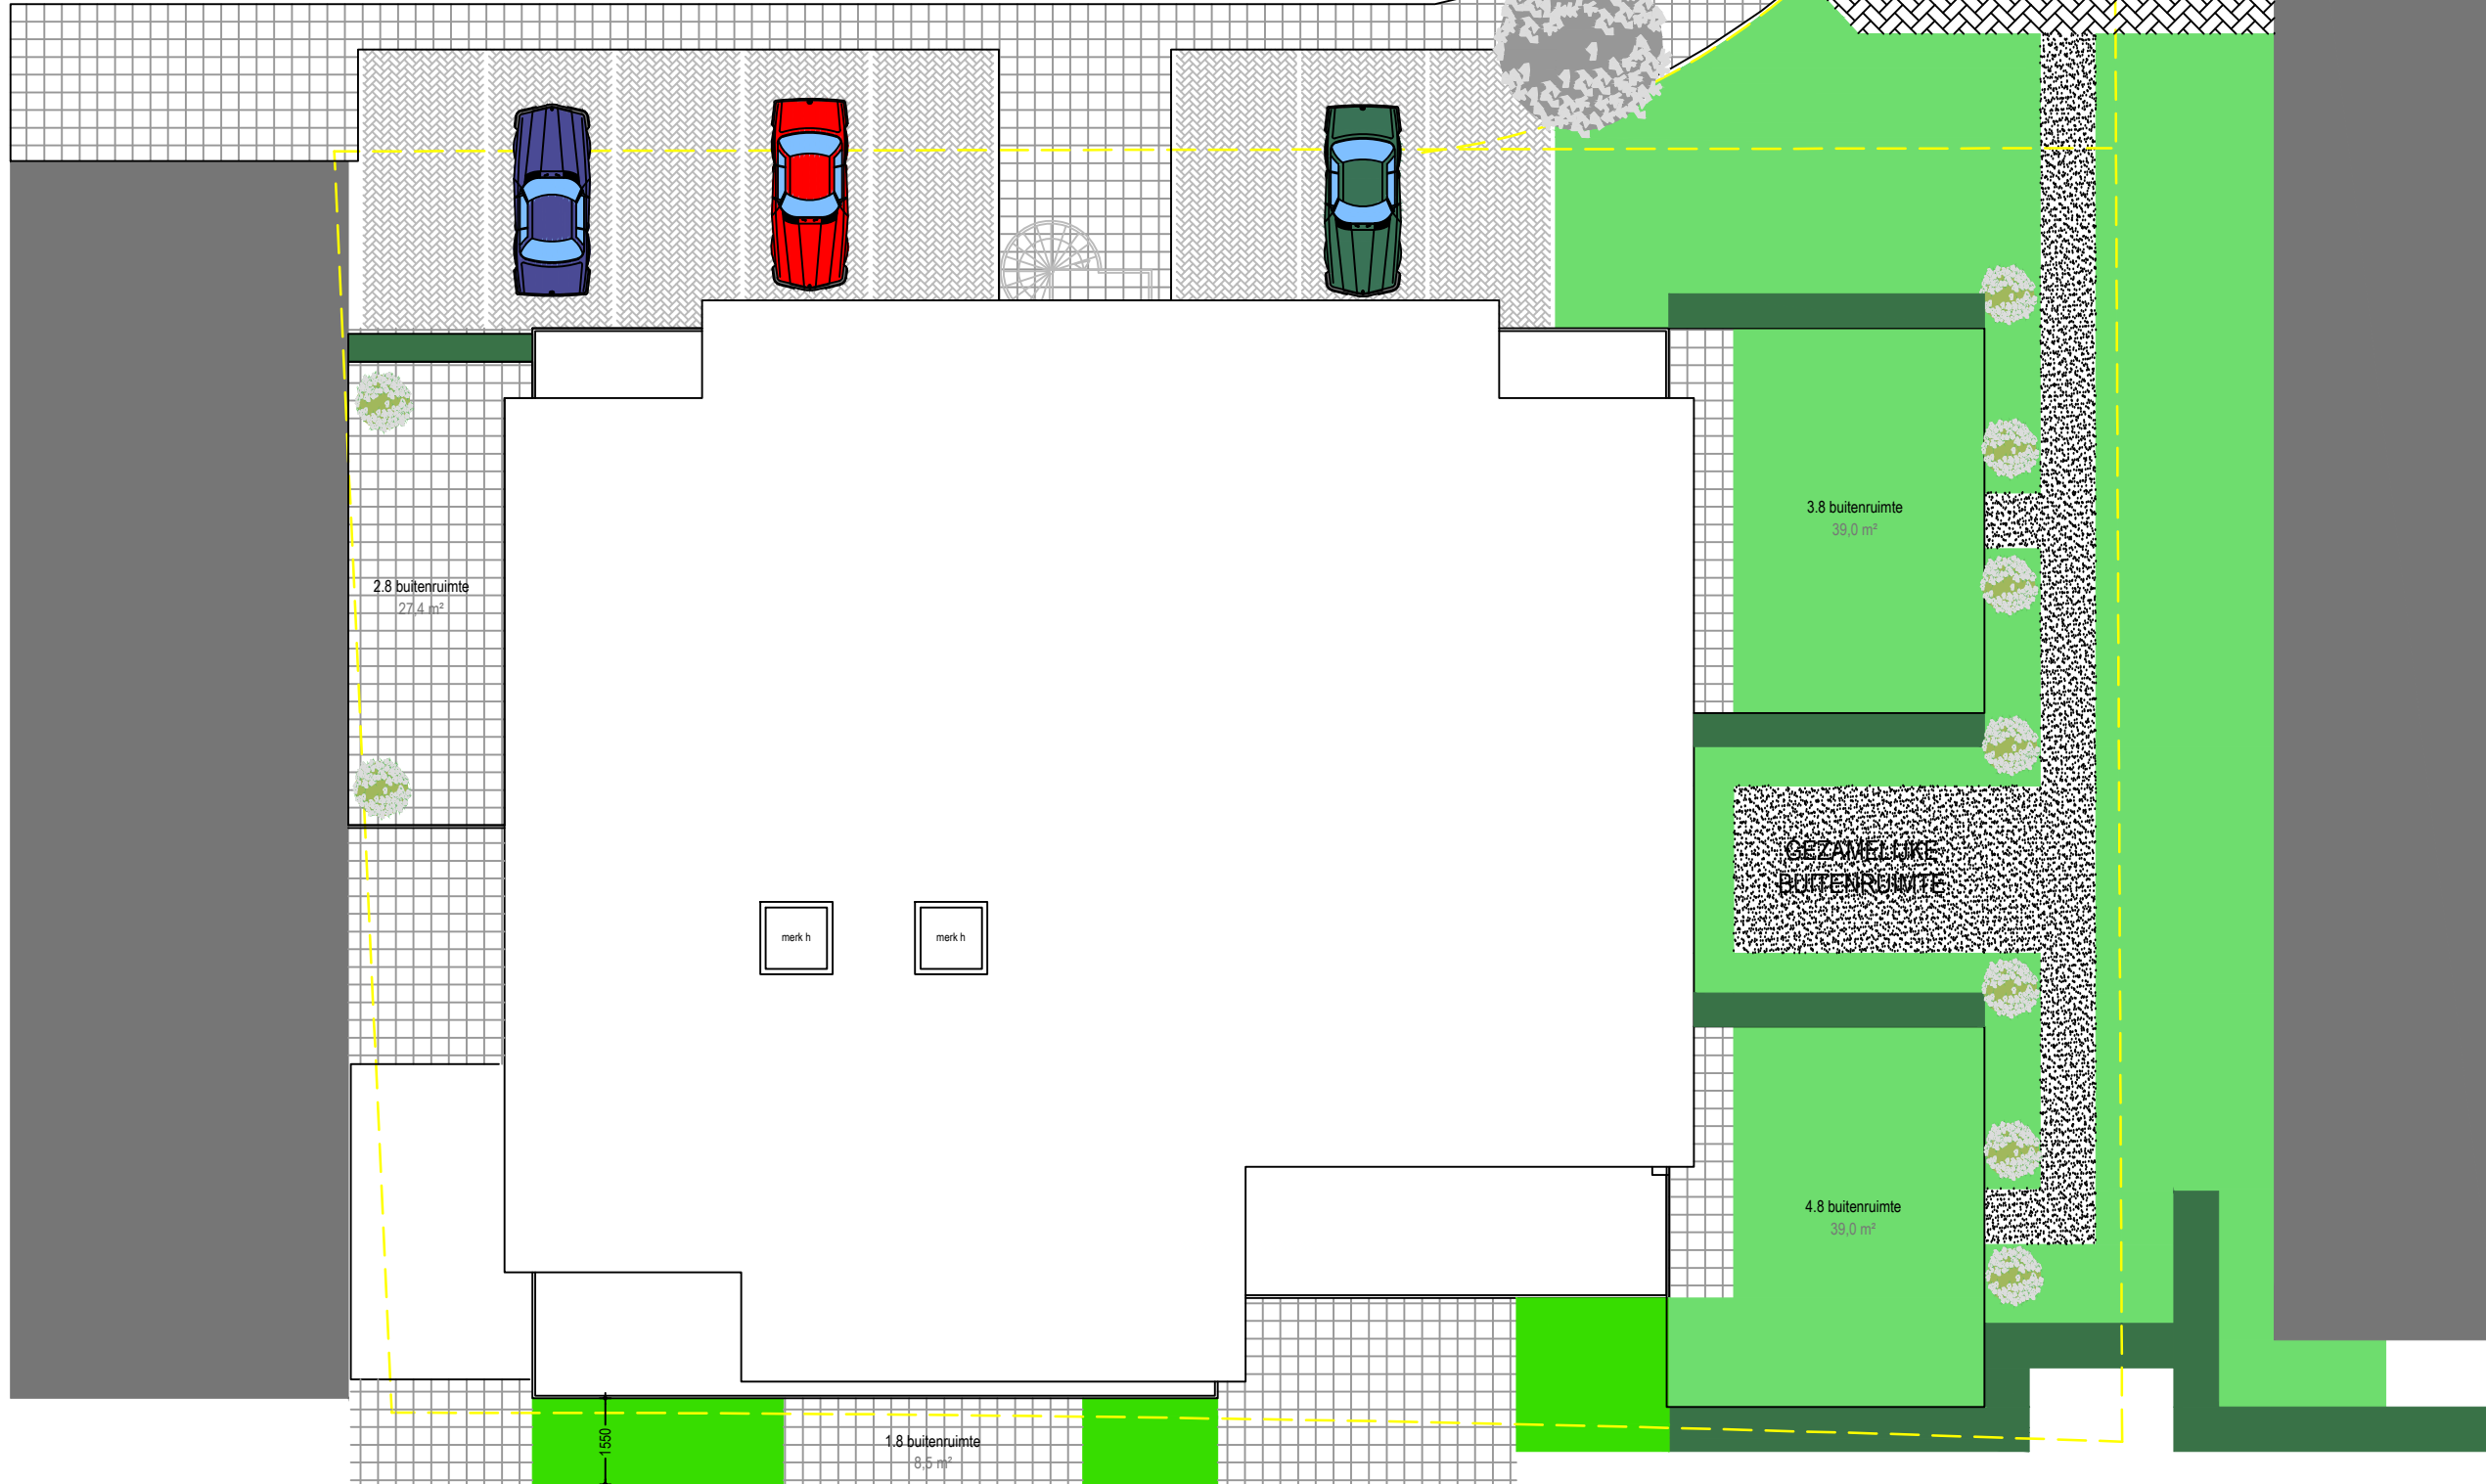 3.8 buitenruimte
39,0 m²
2.8 buitenruimte
27,4 m²
GEZAMELIJKE
BUITENRUIMTE
merk h
merk h
4.8 buitenruimte
39,0 m²
1550
1.8 buitenruimte
8,5 m²